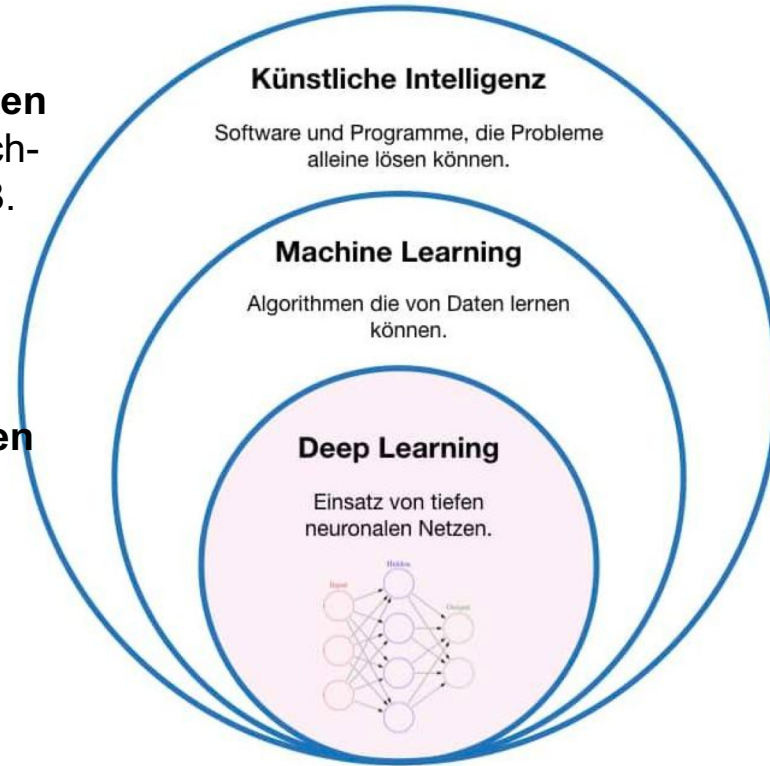 en
ch-
3.
en
Künstliche Intelligenz
Software und Programme, die Probleme
alleine lösen können.
Machine Learning
Algorithmen die von Daten lernen
können.
Deep Learning
Einsatz von tiefen
neuronalen Netzen.
Hidden
Input
Output